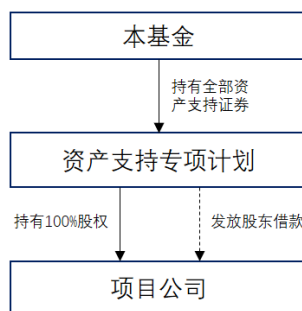 本基金
持有全部资
产支持证券
资产支持专项计划
持有100%股权
发放股东借款
项目公司